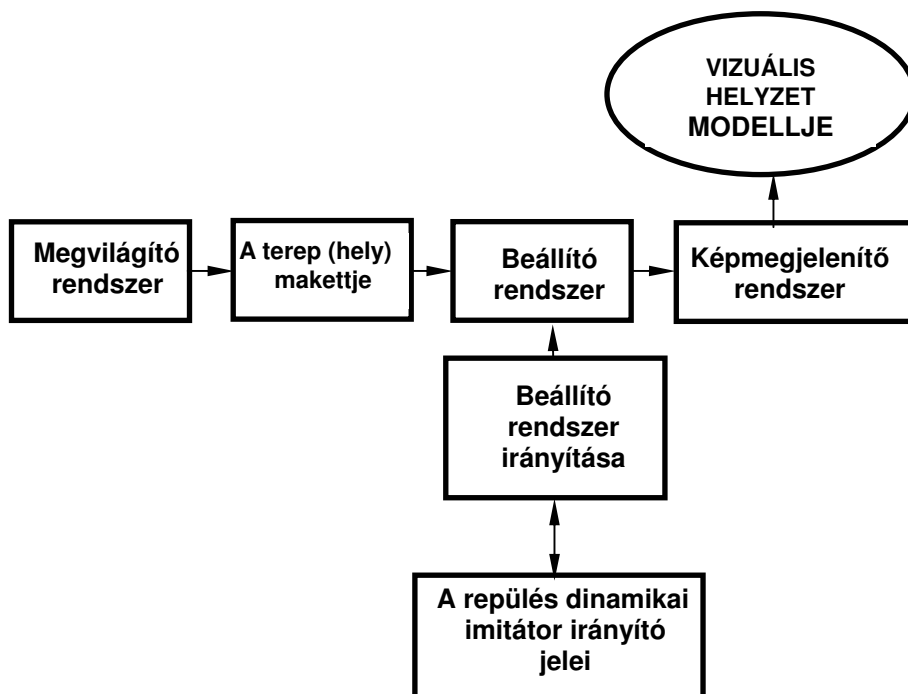 VIZUÁLIS
HELYZET
MODELLJE
Megvilágító
rendszer
A terep (hely)
makettje
Beállító
rendszer
Képmegjelenítő
rendszer
Beállító
rendszer
irányítása
A repülés dinamikai
imitátor irányító
jelei